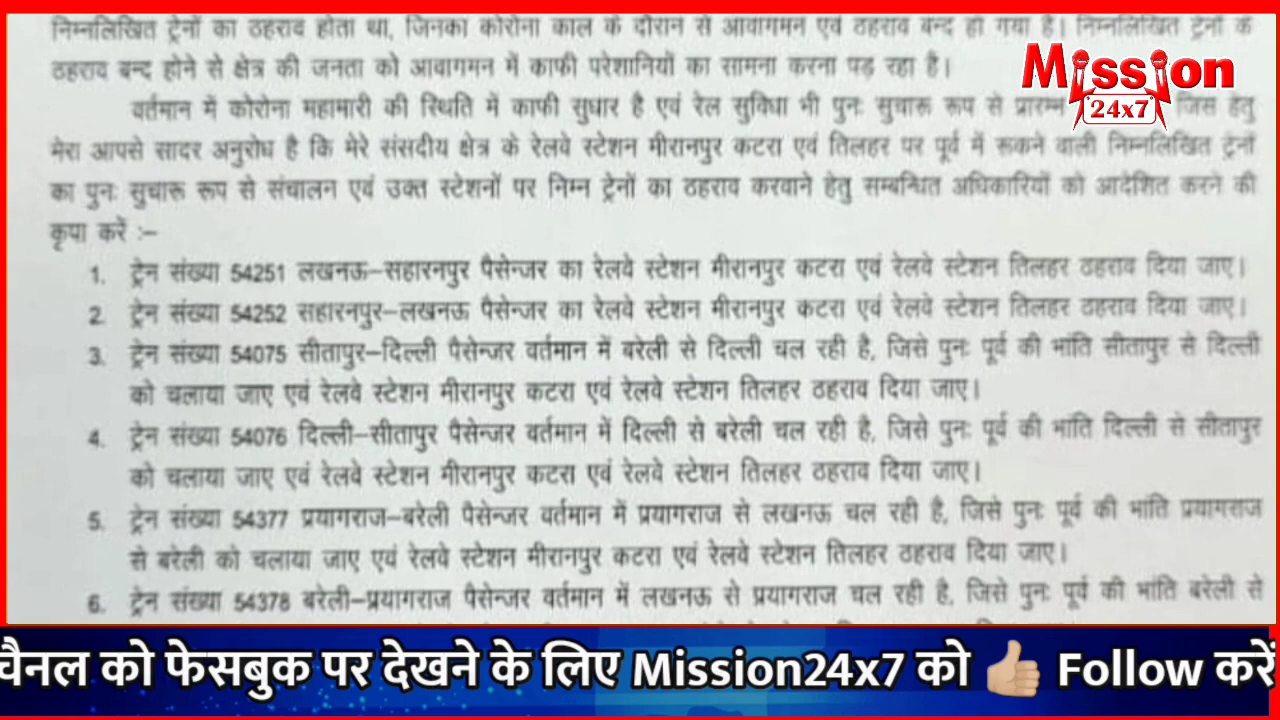 निम्नलिखित ट्रेनों का ठहराव होता था, जिनका कोरोना काल के दौरान से आवागमन एवं ठहराव बन्द हो गया है। निम्नलिखित ट्रेनों के
ठहराव बन्द होने से क्षेत्र की जनता को आवागमन में काफी परेशानियों का सामना करना पड़ रहा है।
Mission
24x7
वर्तमान में कोरोना महामारी की स्थिति में काफी सुधार है एवं रेल सुविधा भी पुनः सुचारू रूप से प्रारम्भ जिस हेतु
मेरा आपसे सादर अनुरोध है कि मेरे संसदीय क्षेत्र के रेलवे स्टेशन मीरानपुर कटरा एवं तिलहर पर पूर्व में रूकने वाली निम्नलिखित ट्रेनों
का पुनः सुचारू रूप से संचालन एवं उक्त स्टेशनों पर निम्न ट्रेनों का ठहराव करवाने हेतु सम्बन्धित अधिकारियों को आदेशित करने की
कृपा करें :–
1. ट्रेन संख्या 54251 लखनऊ–सहारनपुर पैसेन्जर का रेलवे स्टेशन मीरानपुर कटरा एवं रेलवे स्टेशन तिलहर ठहराव दिया जाए।
2. ट्रेन संख्या 54252 सहारनपुर–लखनऊ पैसेन्जर का रेलवे स्टेशन मीरानपुर कटरा एवं रेलवे स्टेशन तिलहर ठहराव दिया जाए।
3. ट्रेन संख्या 54075 सीतापुर–दिल्ली पैसेन्जर वर्तमान में बरेली से दिल्ली चल रही है, जिसे पुनः पूर्व की भांति सीतापुर से दिल्ली
को चलाया जाए एवं रेलवे स्टेशन मीरानपुर कटरा एवं रेलवे स्टेशन तिलहर ठहराव दिया जाए।
4. ट्रेन संख्या 54076 दिल्ली–सीतापुर पैसेन्जर वर्तमान में दिल्ली से बरेली चल रही है, जिसे पुनः पूर्व की भांति दिल्ली से सीतापुर
को चलाया जाए एवं रेलवे स्टेशन मीरानपुर कटरा एवं रेलवे स्टेशन तिलहर ठहराव दिया जाए।
5. ट्रेन संख्या 54377 प्रयागराज–बरेली पैसेन्जर वर्तमान में प्रयागराज से लखनऊ चल रही है, जिसे पुनः पूर्व की भांति प्रयागराज
से बरेली को चलाया जाए एवं रेलवे स्टेशन मीरानपुर कटरा एवं रेलवे स्टेशन तिलहर ठहराव दिया जाए।
6. ट्रेन संख्या 54378 बरेली–प्रयागराज पैसेन्जर वर्तमान में लखनऊ से प्रयागराज चल रही है, जिसे पुनः पूर्व की भांति बरेली से
चैनल को फेसबुक पर देखने के लिए Mission24x7 को 👍🏼 Follow करें